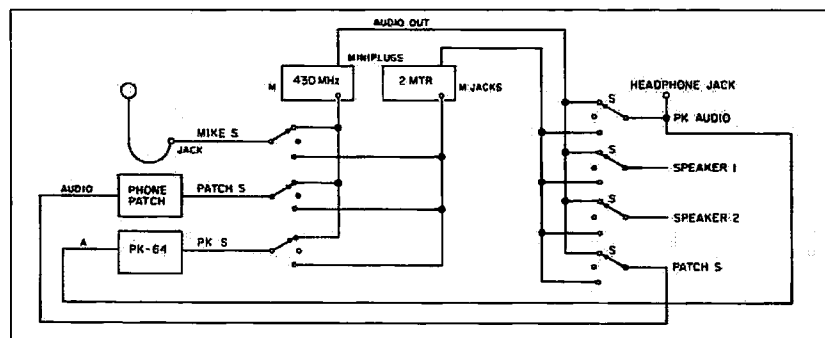 AUDIO OUT
MINIPLUGS
M
430 MHz
2 MTR
M JACKS
HEADPHONE JACK
S
PK AUDIO
MIKE S
JACK
S
SPEAKER 1
AUDIO
PHONE
PATCH
PATCH S
S
SPEAKER 2
A
PK-64
PK S
S
PATCH S